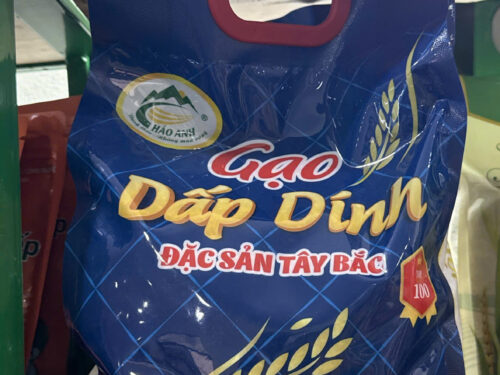 HẢO ANH
Gạo
Dấp Dính
ĐẶC SẢN TÂY BẮC
100